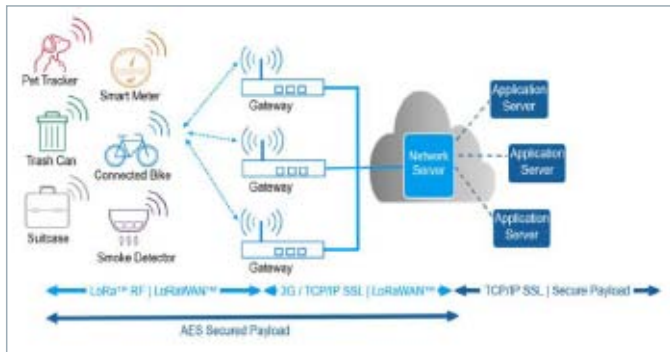 Pet Tracker
Smart Meter
Trash Can
Connected Bike
Suitcase
Smoke Detector
Gateway
Gateway
Gateway
Network
Server
Application
Server
Application
Server
Application
Server
LoRa™ RF | LoRaWAN™
3G / TCP/IP SSL | LoRaWAN™
TCP/IP SSL | Secure Payload
AES Secured Payload